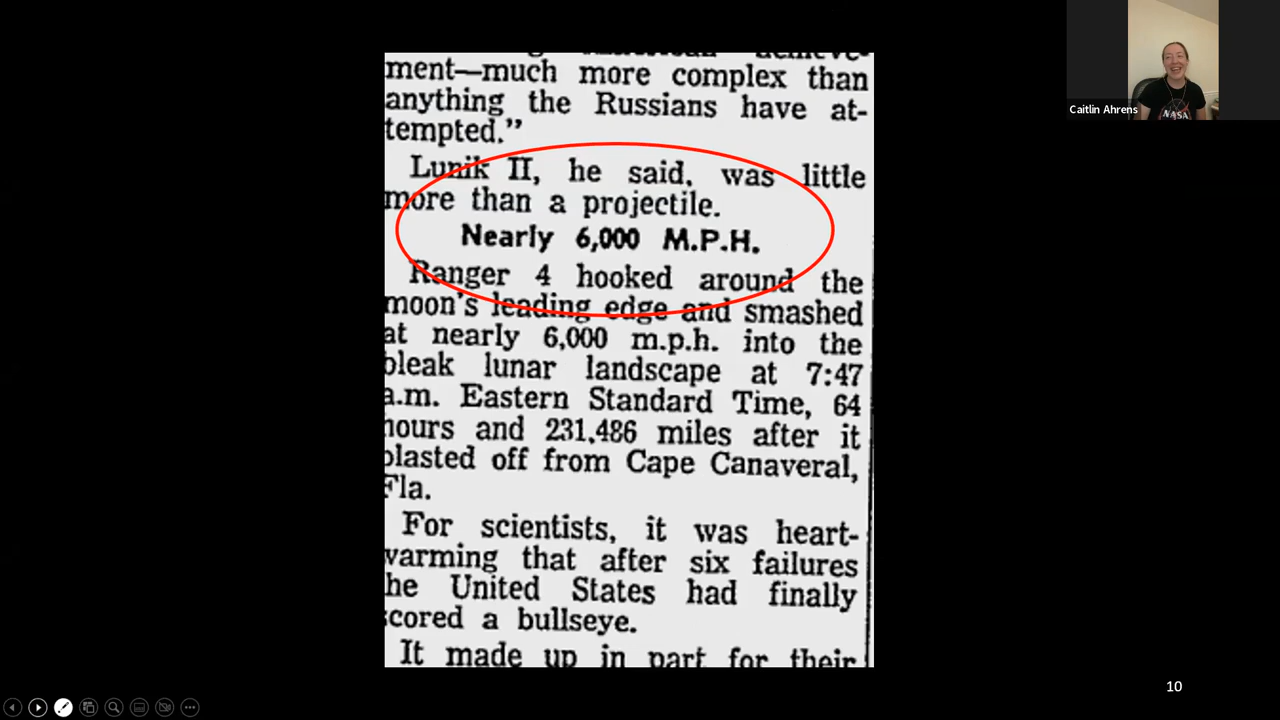 ment—much more complex than
anything the Russians have at-
tempted."
Lunik II, he said, was little
more than a projectile.
Nearly 6,000 M.P.H.
Ranger 4 hooked around the
moon's leading edge and smashed
at nearly 6,000 m.p.h. into the
bleak lunar landscape at 7:47
a.m. Eastern Standard Time, 64
hours and 231,486 miles after it
blasted off from Cape Canaveral,
Fla.
For scientists, it was heart-
warming that after six failures
the United States had finally
scored a bullseye.
It made up in part for their
Caitlin Ahrens
NASA
10